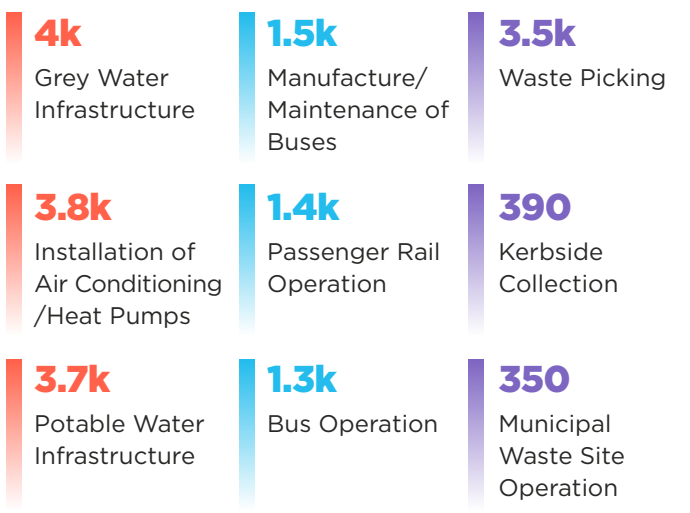 4k
Grey Water
Infrastructure
1.5k
Manufacture/
Maintenance of
Buses
3.5k
Waste Picking
3.8k
Installation of
Air Conditioning
/Heat Pumps
1.4k
Passenger Rail
Operation
390
Kerbside
Collection
3.7k
Potable Water
Infrastructure
1.3k
Bus Operation
350
Municipal
Waste Site
Operation